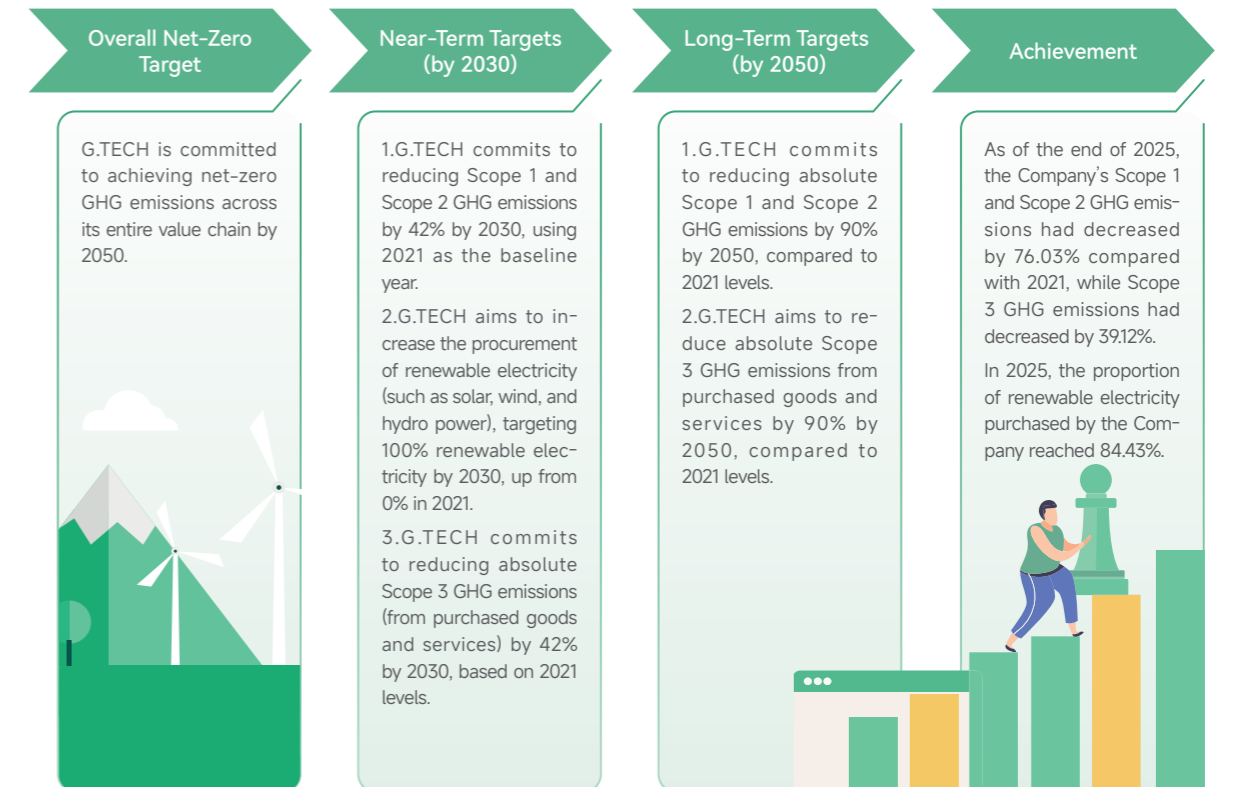 Overall Net-Zero
Target
G.TECH is committed
to achieving net-zero
GHG emissions across
its entire value chain by
2050.
Near-Term Targets
(by 2030)
1.G.TECH commits to
reducing Scope 1 and
Scope 2 GHG emissions
by 42% by 2030, using
2021 as the baseline
year.
2.G.TECH aims to in-
crease the procurement
of renewable electricity
(such as solar, wind, and
hydro power), targeting
100% renewable elec-
tricity by 2030, up from
0% in 2021.
3.G.TECH commits
to reducing absolute
Scope 3 GHG emissions
(from purchased goods
and services) by 42%
by 2030, based on 2021
levels.
Long-Term Targets
(by 2050)
1.G.TECH commits
to reducing absolute
Scope 1 and Scope 2
GHG emissions by 90%
by 2050, compared to
2021 levels.
2.G.TECH aims to re-
duce absolute Scope
3 GHG emissions from
purchased goods and
services by 90% by
2050, compared to
2021 levels.
Achievement
As of the end of 2025,
the Company's Scope 1
and Scope 2 GHG emis-
sions had decreased
by 76.03% compared
with 2021, while Scope
3 GHG emissions had
decreased by 39.12%.
In 2025, the proportion
of renewable electricity
purchased by the Com-
pany reached 84.43%.